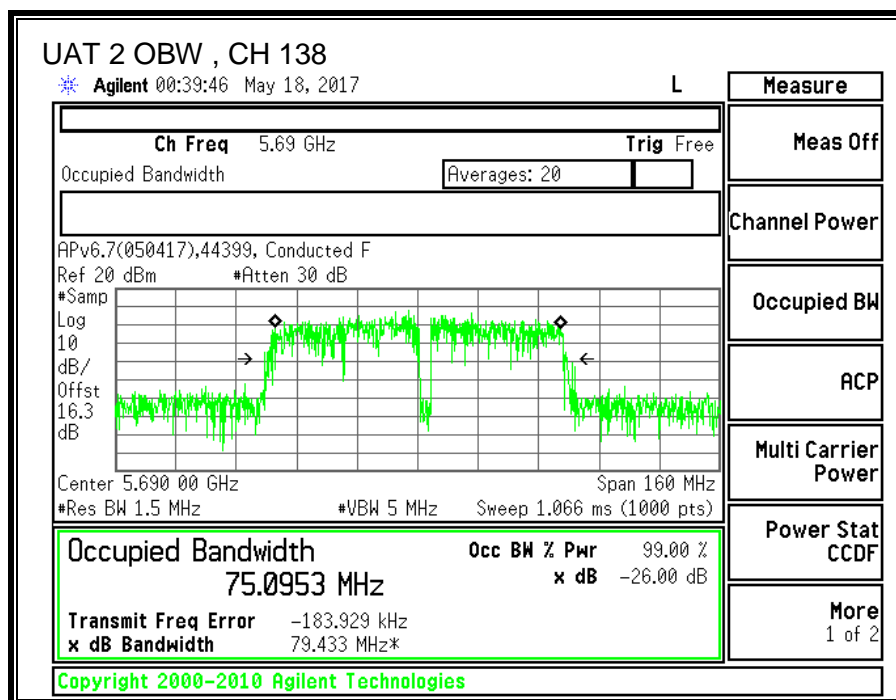 UAT 2 OBW , CH 138
Agilent 00:39:46 May 18, 2017 L
Measure
Ch Freq 5.69 GHz Trig Free
Meas Off
Occupied Bandwidth Averages: 20
Channel Power
APv6.7(050417),44399, Conducted F
Ref 20 dBm #Atten 30 dB
#Samp
Log
10
dB/
Offst
16.3
dB
Occupied BW
ACP
Center 5.690 00 GHz Span 160 MHz
#Res BW 1.5 MHz #VBW 5 MHz Sweep 1.066 ms (1000 pts)
Multi Carrier
Power
Occupied Bandwidth
75.0953 MHz
Occ BW % Pwr 99.00 %
x dB -26.00 dB
Transmit Freq Error -183.929 kHz
x dB Bandwidth 79.433 MHz*
Power Stat
CCDF
More
1 of 2
Copyright 2000-2010 Agilent Technologies